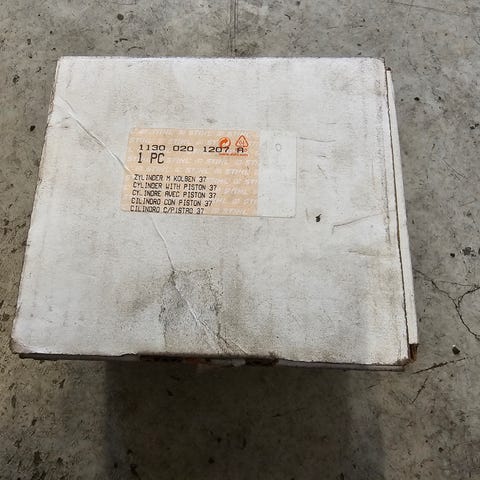 1130 020 1207 A
1 PC
ZYLINDER M KOLBEN 37
CYLINDER WITH PISTON 37
CYLINDRE AVEC PISTON 37
CILINDRO CON PISTON 37
CILINDRO C/PISTAO 37
STIHL